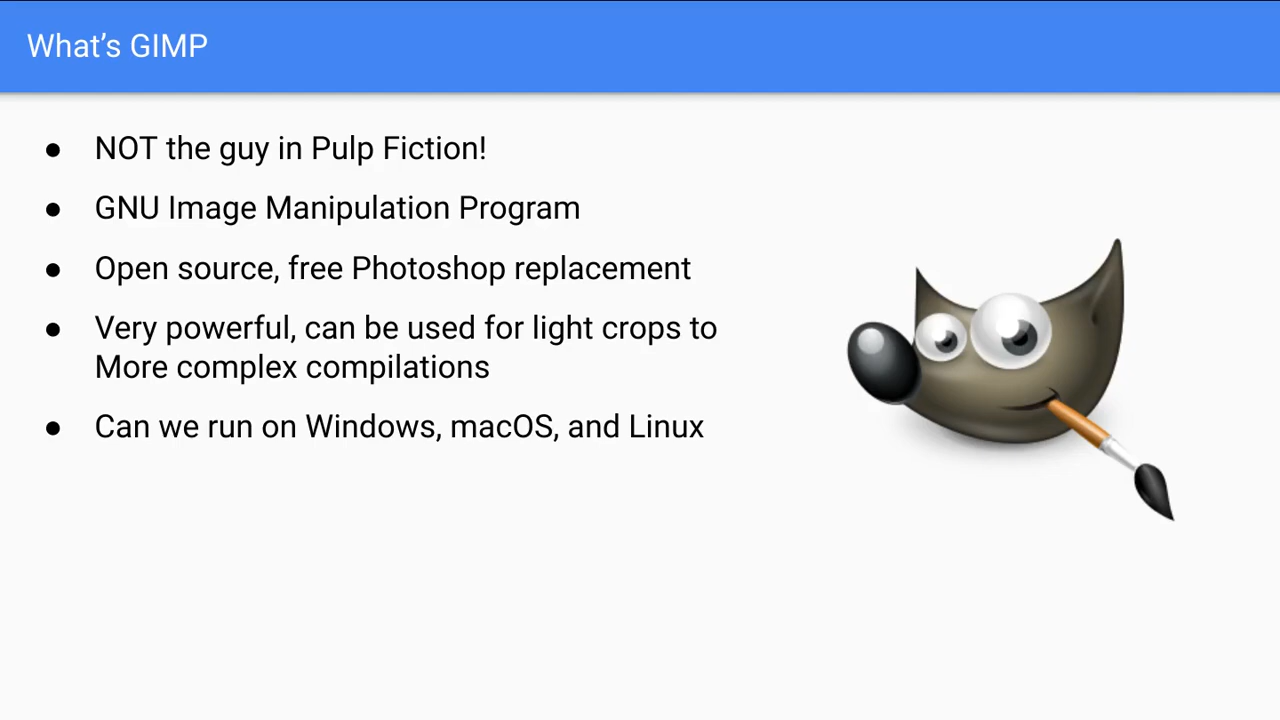 What’s GIMP
● NOT the guy in Pulp Fiction!
● GNU Image Manipulation Program
● Open source, free Photoshop replacement
● Very powerful, can be used for light crops to
More complex compilations
● Can we run on Windows, macOS, and Linux